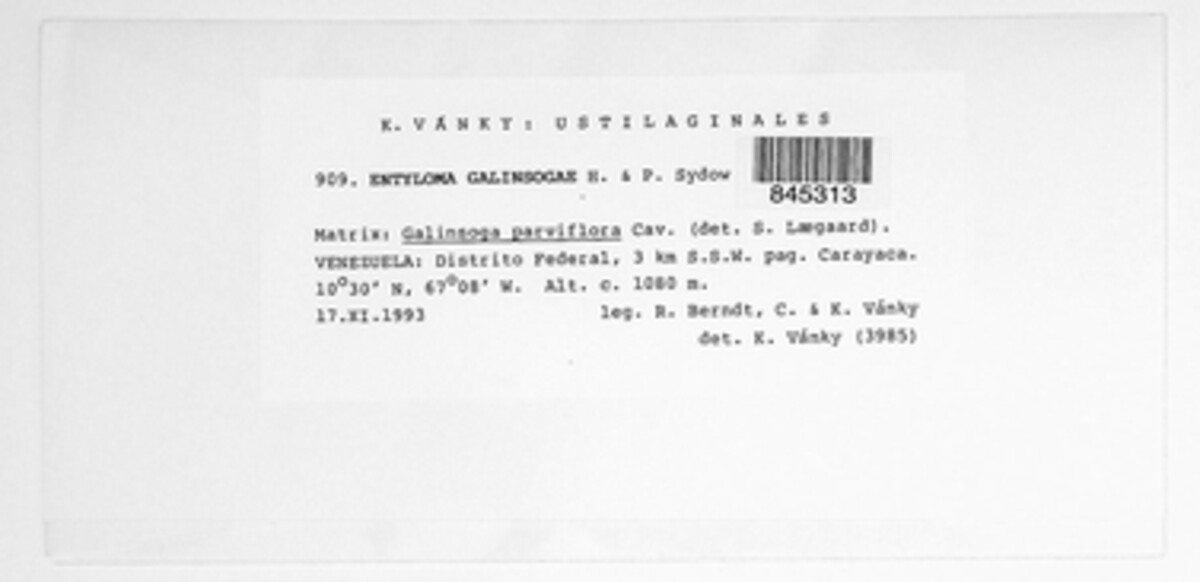 K. VÁNKY: USTILAGINALES
909. ENTYLOMA GALINSOGAE H. & P. Sydow
845313
Matrix: Galinsoga parviflora Cav. (det. S. Lægaard).
VENEZUELA: Distrito Federal, 3 km S.S.W. pag. Carayaca.
10°30' N, 67°08' W. Alt. c. 1080 m.
17.XI.1993 leg. R. Berndt, C. & K. Vánky
det. K. Vánky (3985)